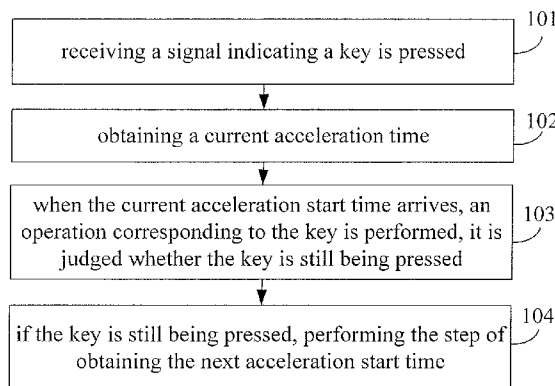 101
receiving a signal indicating a key is pressed
102
obtaining a current acceleration time
103
when the current acceleration start time arrives, an
operation corresponding to the key is performed, it is
judged whether the key is still being pressed
104
if the key is still being pressed, performing the step of
obtaining the next acceleration start time